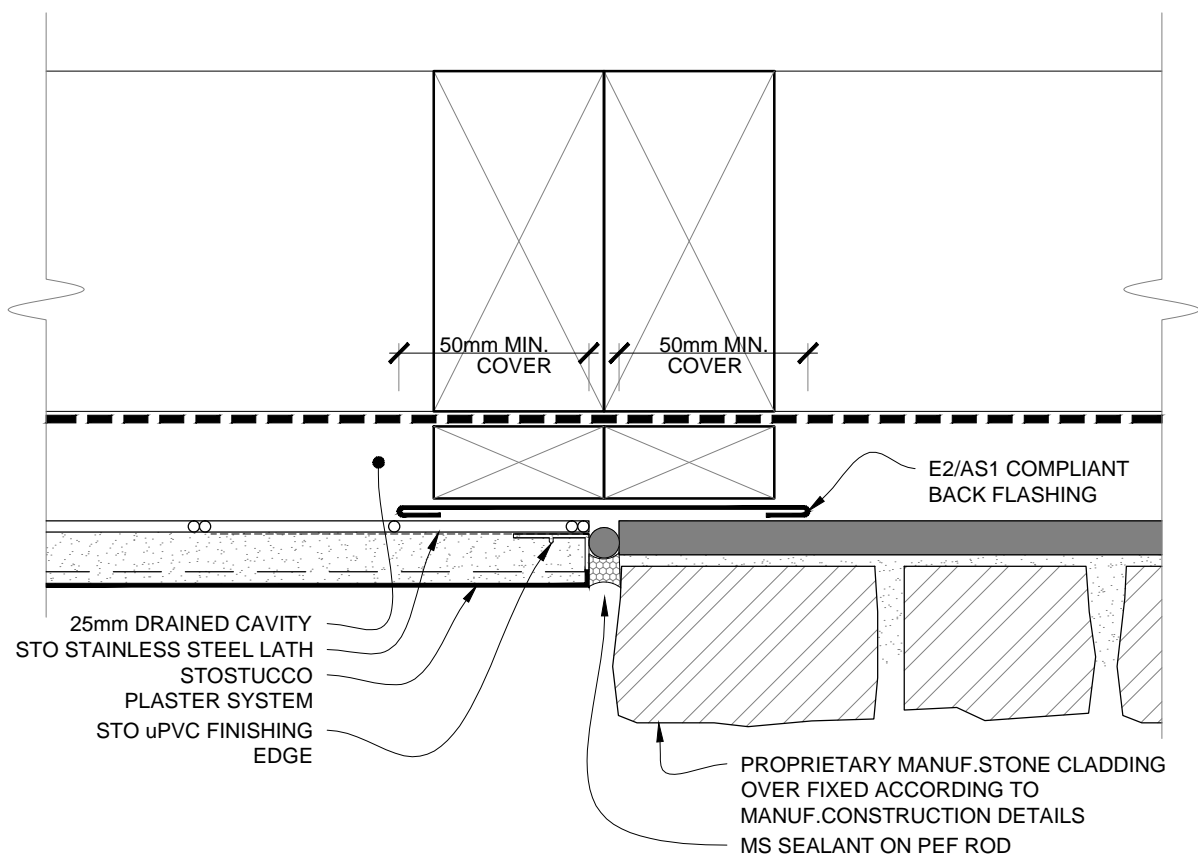 50mm MIN.
COVER
50mm MIN.
COVER
E2/AS1 COMPLIANT
BACK FLASHING
25mm DRAINED CAVITY
STO STAINLESS STEEL LATH
STOSTUCCO
PLASTER SYSTEM
STO uPVC FINISHING
EDGE
PROPRIETARY MANUF.STONE CLADDING
OVER FIXED ACCORDING TO
MANUF.CONSTRUCTION DETAILS
MS SEALANT ON PEF ROD